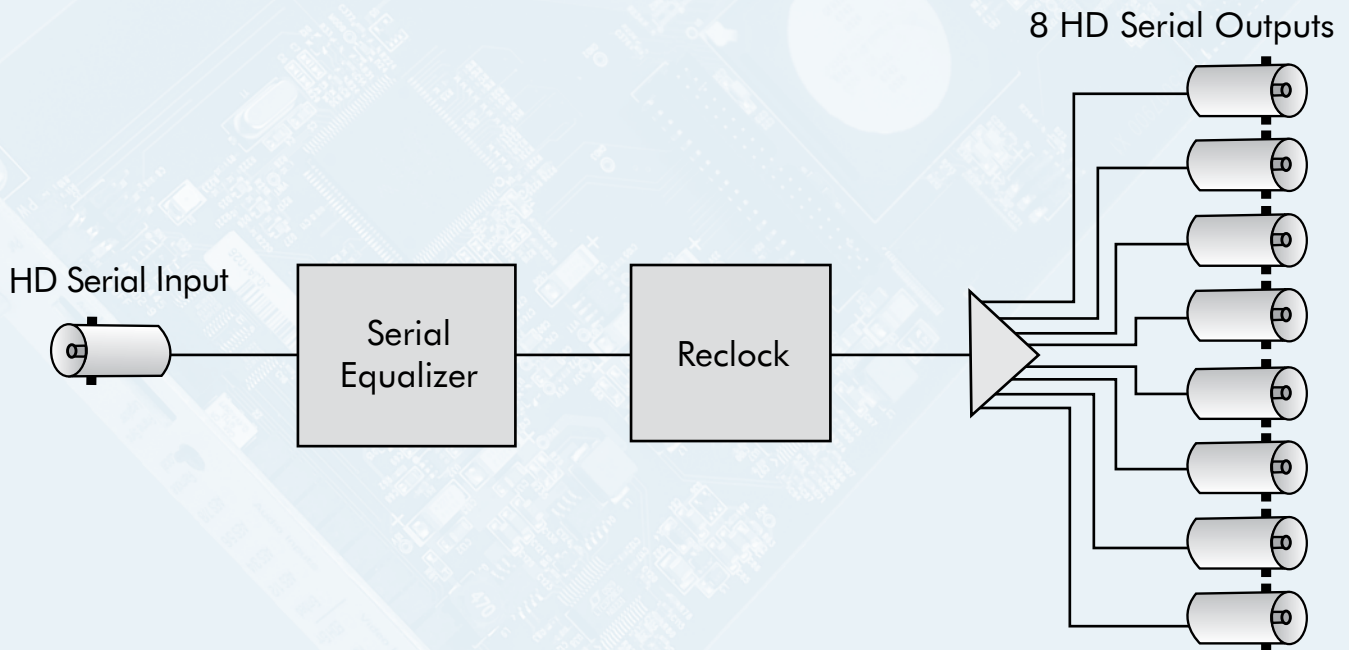 8 HD Serial Outputs
HD Serial Input
Serial
Equalizer
Reclock